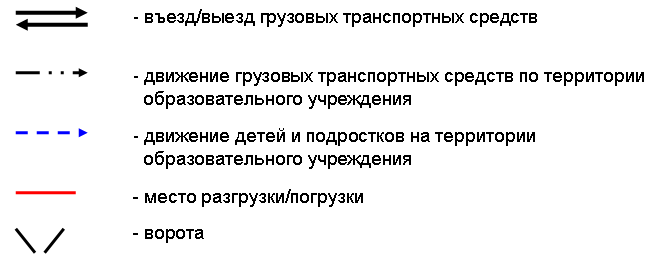 - въезд/выезд грузовых транспортных средств
- движение грузовых транспортных средств по территории
образовательного учреждения
- движение детей и подростков на территории
образовательного учреждения
- место разгрузки/погрузки
- ворота